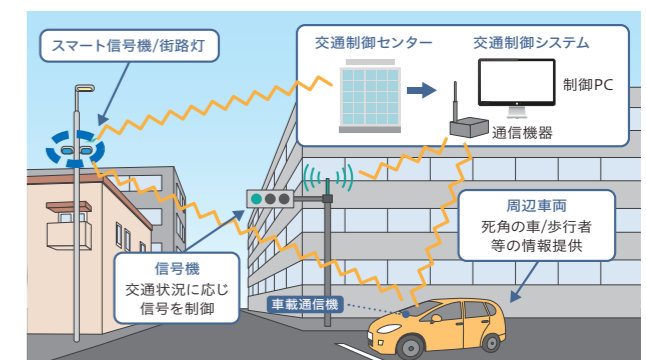 スマート信号機/街路灯
交通制御センター
交通制御システム
制御PC
通信機器
周辺車両
死角の車/歩行者
等の情報提供
信号機
交通状況に応じ
信号を制御
車載通信機